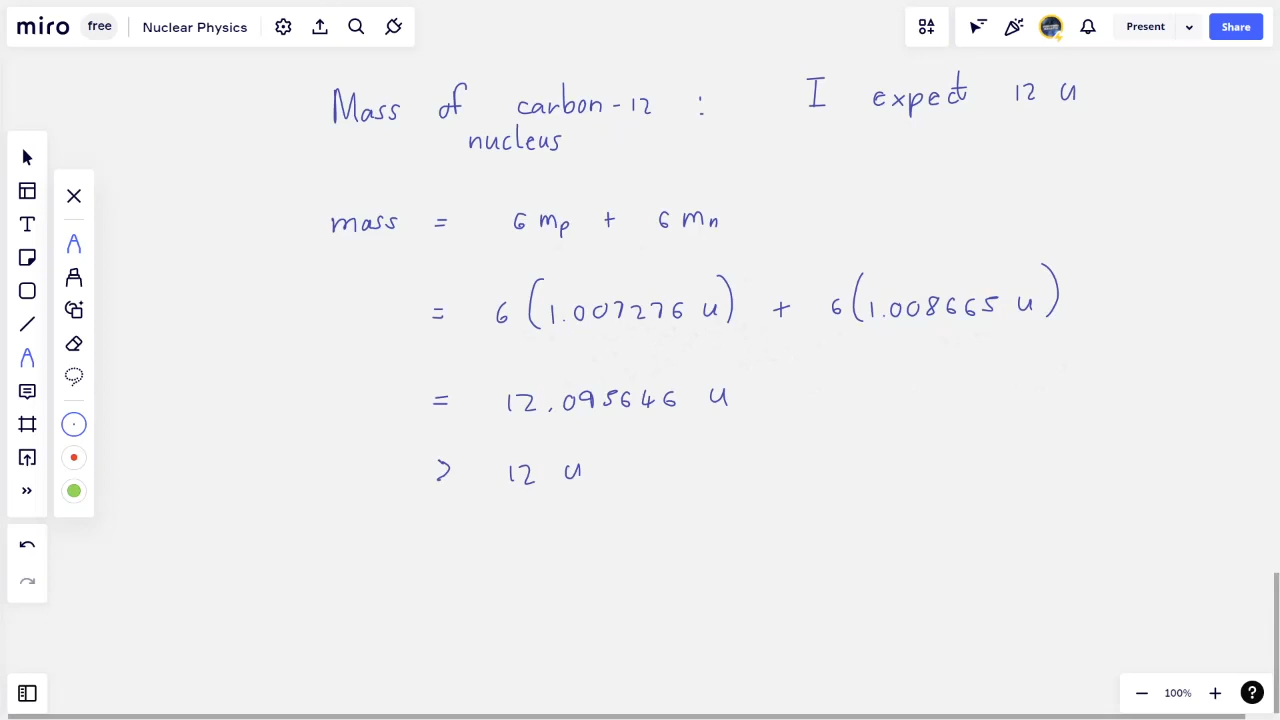 miro free Nuclear Physics Present Share
Mass of carbon-12 : I expect 12 u
nucleus
mass = 6 mp + 6 mn
= 6 (1.007276 u) + 6 (1.008665 u)
= 12.095646 u
> 12 u
100%